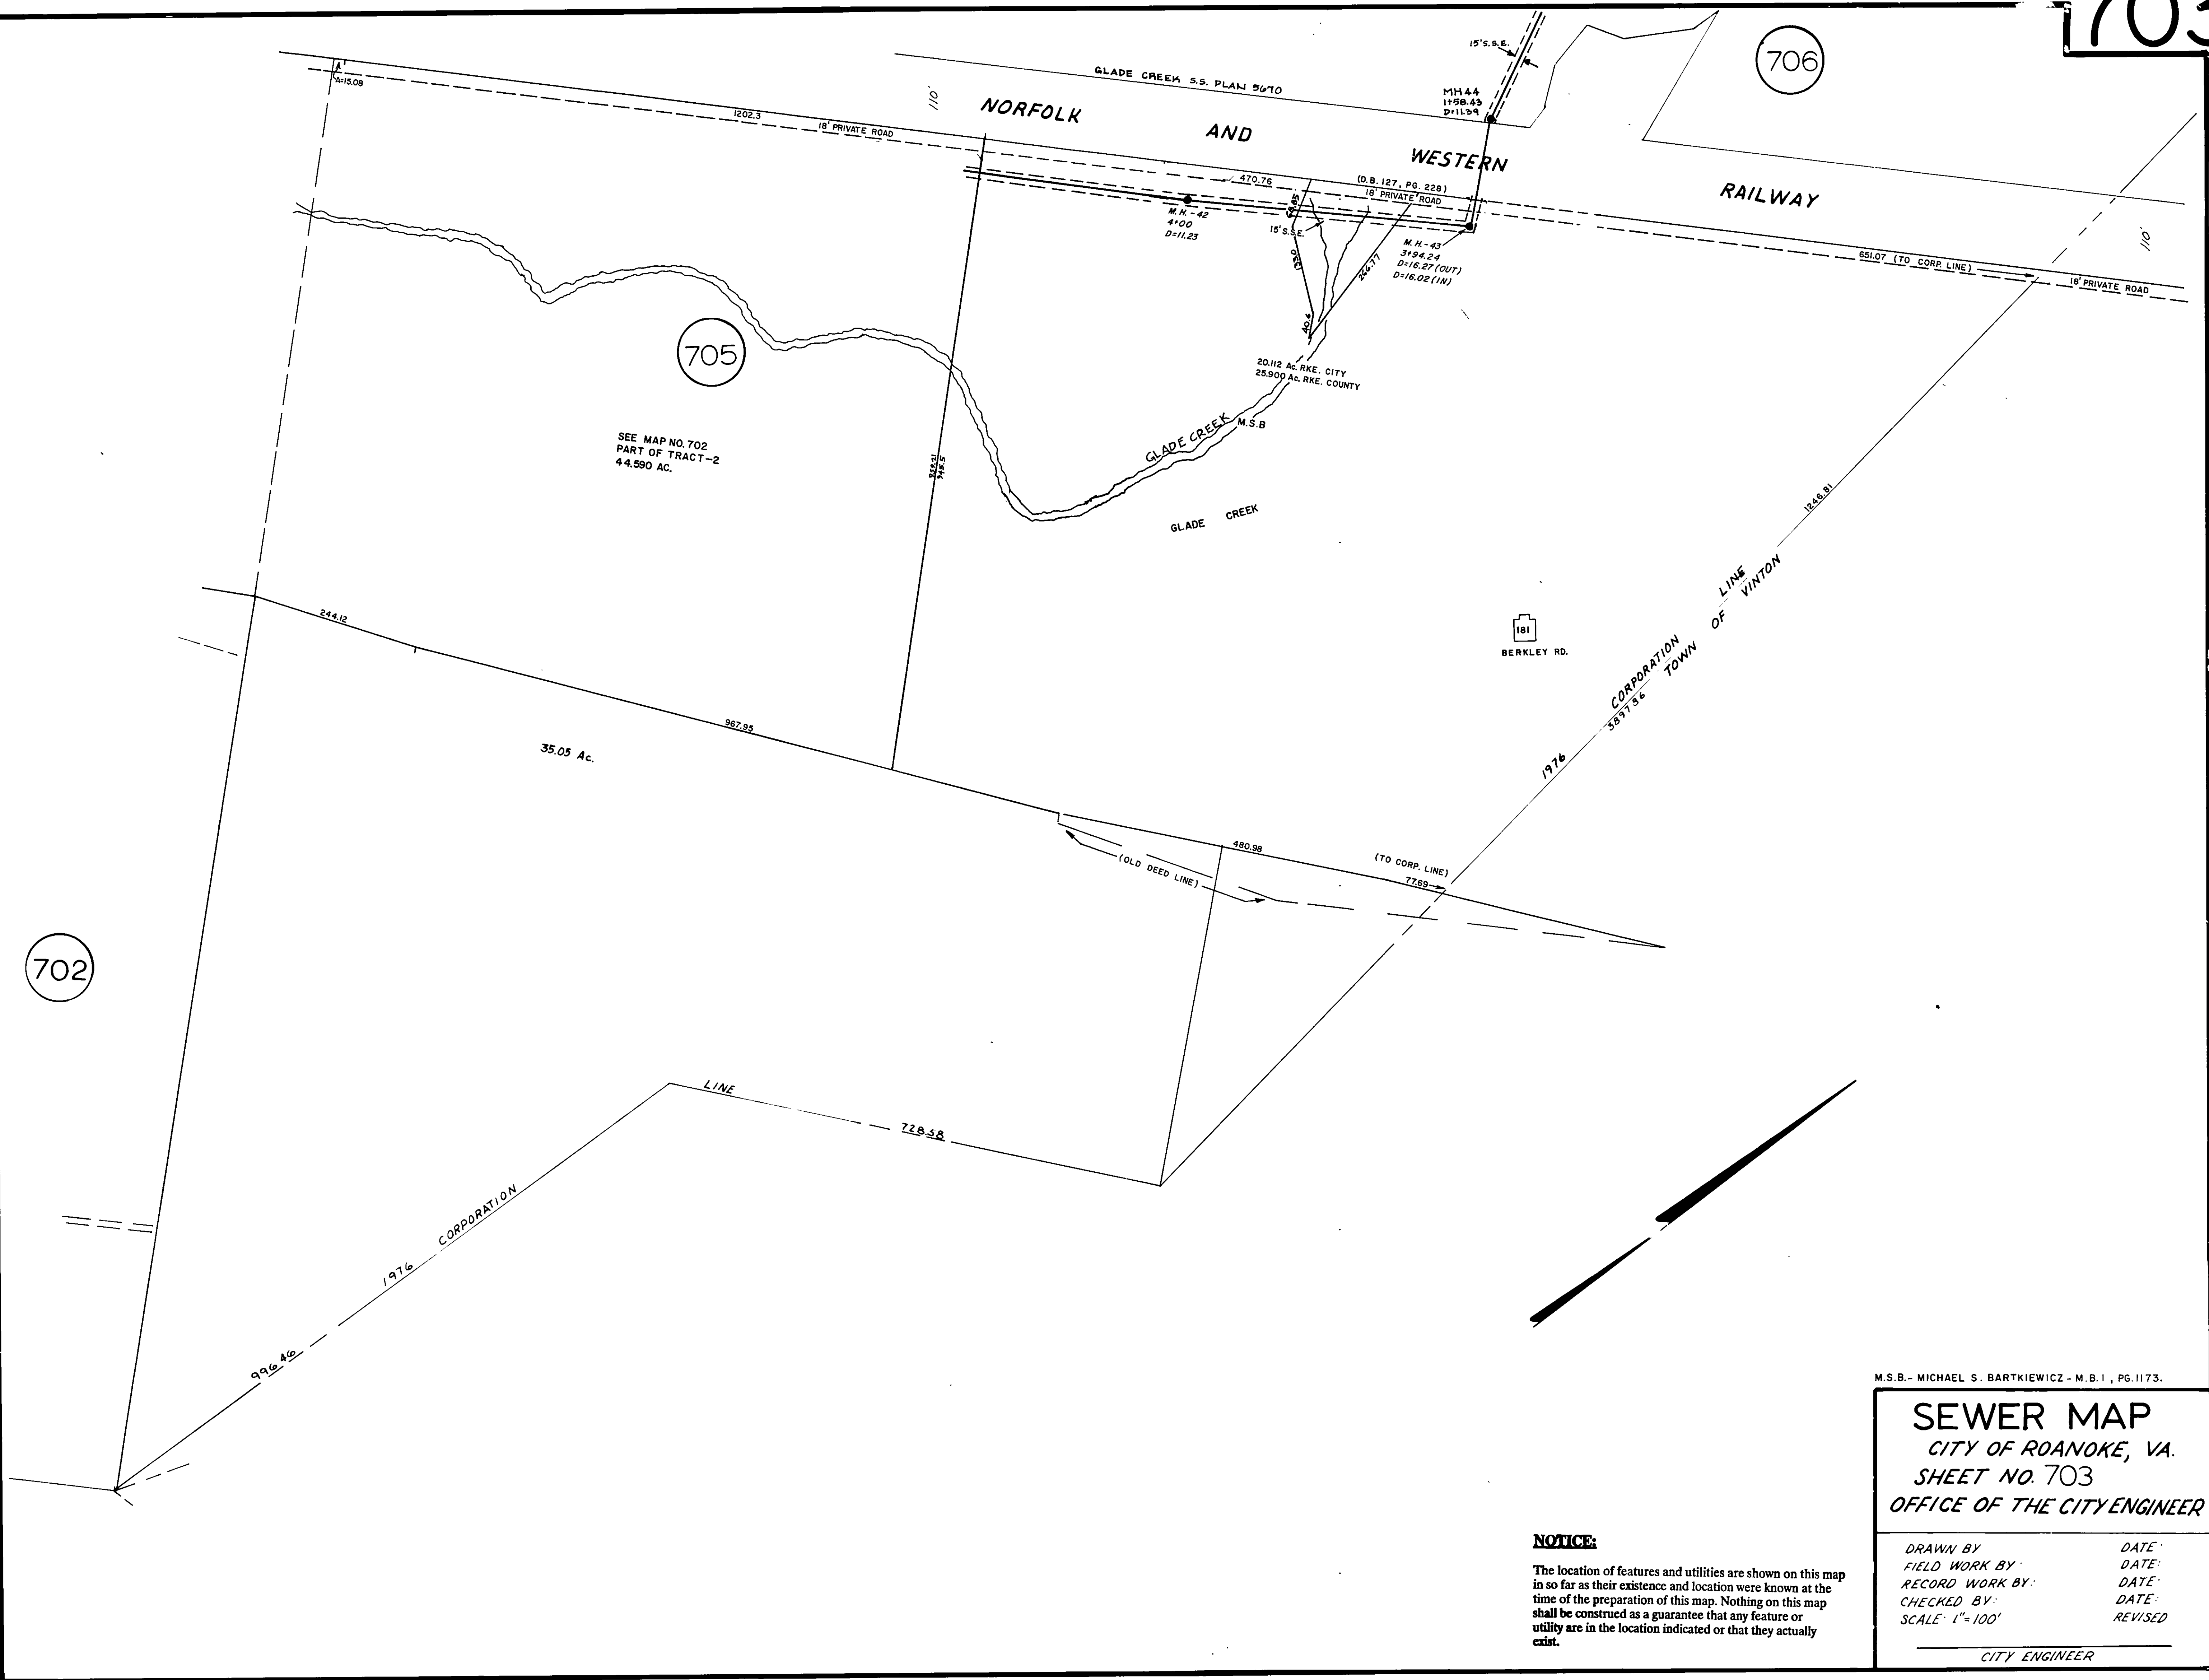 703
706
15' S.S.E.
GLADE CREEK S.S. PLAN 5670
MH 44
1+58.43
D=11.39
A=15.08
110'
NORFOLK AND WESTERN RAILWAY
1202.3
18' PRIVATE ROAD
470.76
(D.B. 127, PG. 228)
18' PRIVATE ROAD
M.H.-42
4+00
D=11.23
15' S.S.E.
266.77
40.6
M.H.-43
3+94.24
D=16.27 (OUT)
D=16.02 (IN)
110'
651.07 (TO CORP. LINE)
18' PRIVATE ROAD
705
20.112 Ac. RKE. CITY
25.900 Ac. RKE. COUNTY
GLADE CREEK
M.S.B
SEE MAP NO. 702
PART OF TRACT-2
44.590 AC.
945.5
GLADE CREEK
1246.81
181
BERKLEY RD.
1976 CORPORATION LINE
TOWN OF VINTON
244.12
967.95
35.05 Ac.
480.98
(OLD DEED LINE)
(TO CORP. LINE)
77.69
702
LINE
728.58
CORPORATION
1976
996.46
M.S.B.- MICHAEL S. BARTKIEWICZ - M.B. 1, PG. 1173.
SEWER MAP
CITY OF ROANOKE, VA.
SHEET NO. 703
OFFICE OF THE CITY ENGINEER
DRAWN BY DATE:
FIELD WORK BY: DATE:
RECORD WORK BY: DATE:
CHECKED BY: DATE:
SCALE: 1"=100' REVISED
CITY ENGINEER
NOTICE:
The location of features and utilities are shown on this map
in so far as their existence and location were known at the
time of the preparation of this map. Nothing on this map
shall be construed as a guarantee that any feature or
utility are in the location indicated or that they actually
exist.